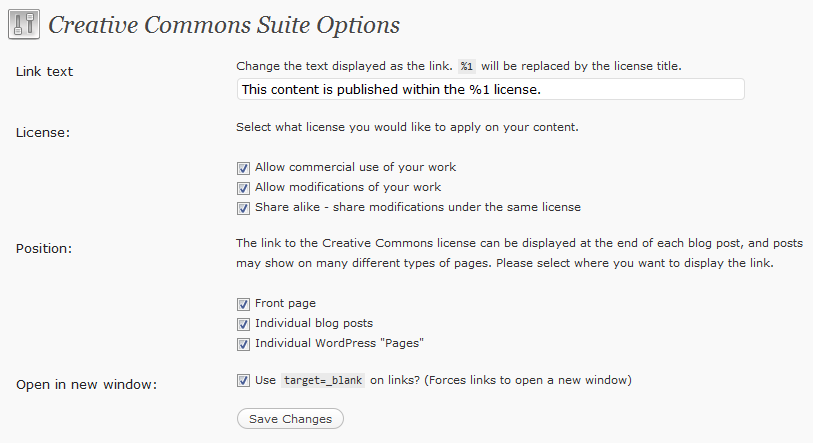 Creative Commons Suite Options
Link text
Change the text displayed as the link. %1 will be replaced by the license title.
This content is published within the %1 license.
License:
Select what license you would like to apply on your content.
Allow commercial use of your work
Allow modifications of your work
Share alike - share modifications under the same license
Position:
The link to the Creative Commons license can be displayed at the end of each blog post, and posts
may show on many different types of pages. Please select where you want to display the link.
Front page
Individual blog posts
Individual WordPress "Pages"
Open in new window:
Use target=_blank on links? (Forces links to open a new window)
Save Changes